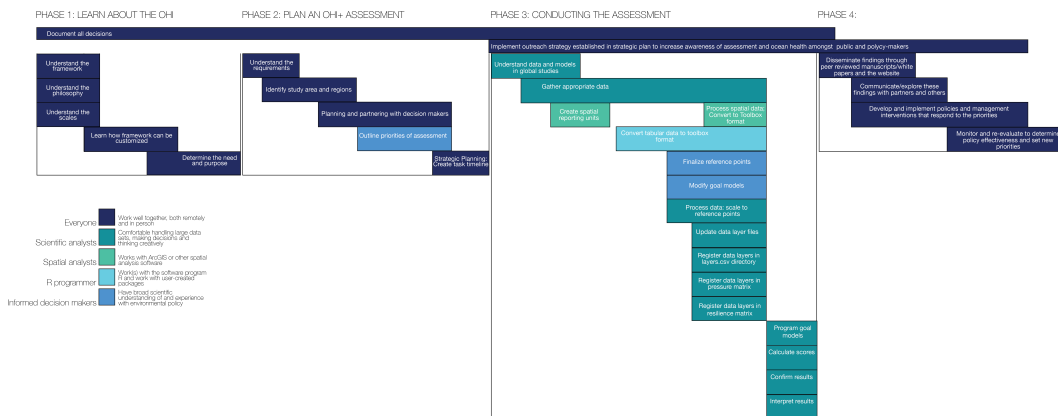 PHASE 1: LEARN ABOUT THE OHI
PHASE 2: PLAN AN OHI+ ASSESSMENT
PHASE 3: CONDUCTING THE ASSESSMENT
PHASE 4:
Document all decisions
Implement outreach strategy established in strategic plan to increase awareness of assessment and ocean health amongst public and polycy-makers
Understand the
framework
Understand the
philosophy
Understand the
scales
Learn how framework can be
customized
Determine the need
and purpose
Understand the
requirements
Identify study area and regions
Planning and partnering with decision makers
Outline priorities of assessment
Strategic Planning:
Create task timeline
Understand data and models
in global studies
Gather appropriate data
Create spatial
reporting units
Process spatial data:
Convert to Toolbox
format
Convert tabular data to toolbox
format
Finalize reference points
Modify goal models
Process data: scale to
reference points
Update data layer files
Register data layers in
layers.csv directory
Register data layers in
pressure matrix
Register data layers in
resilience matrix
Program goal
models
Calculate scores
Confirm results
Interpret results
Disseminate findings through
peer reviewed manuscripts/white
papers and the website
Communicate/explore these
findings with partners and others
Develop and implement policies and management
interventions that respond to the priorities
Monitor and re-evaluate to determine
policy effectiveness and set new
priorities
Everyone
Work well together, both remotely
and in person
Scientific analysts
Comfortable handling large data
sets, making decisions and
thinking creatively
Spatial analysts
Works with ArcGIS or other spatial
analysis software
R programmer
Work(s) with the software program
R and work with user-created
packages
Informed decision makers
Have broad scientific
understanding of and experience
with environmental policy